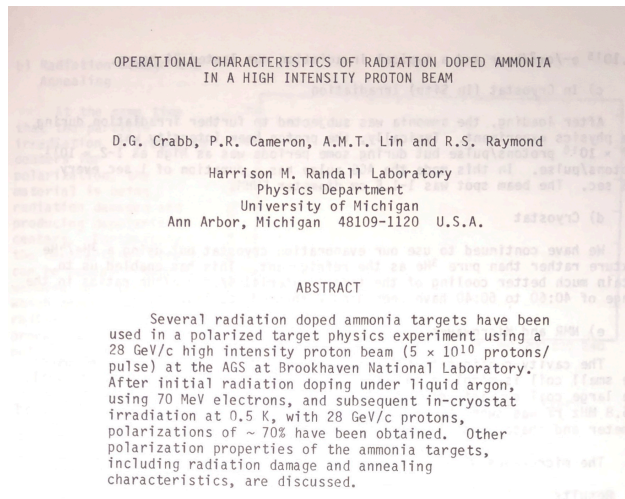 OPERATIONAL CHARACTERISTICS OF RADIATION DOPED AMMONIA
IN A HIGH INTENSITY PROTON BEAM
D.G. Crabb, P.R. Cameron, A.M.T. Lin and R.S. Raymond
Harrison M. Randall Laboratory
Physics Department
University of Michigan
Ann Arbor, Michigan 48109-1120 U.S.A.
ABSTRACT
Several radiation doped ammonia targets have been
used in a polarized target physics experiment using a
28 GeV/c high intensity proton beam (5 × 10¹⁰ protons/
pulse) at the AGS at Brookhaven National Laboratory.
After initial radiation doping under liquid argon,
using 70 MeV electrons, and subsequent in-cryostat
irradiation at 0.5 K, with 28 GeV/c protons,
polarizations of ~ 70% have been obtained. Other
polarization properties of the ammonia targets,
including radiation damage and annealing
characteristics, are discussed.